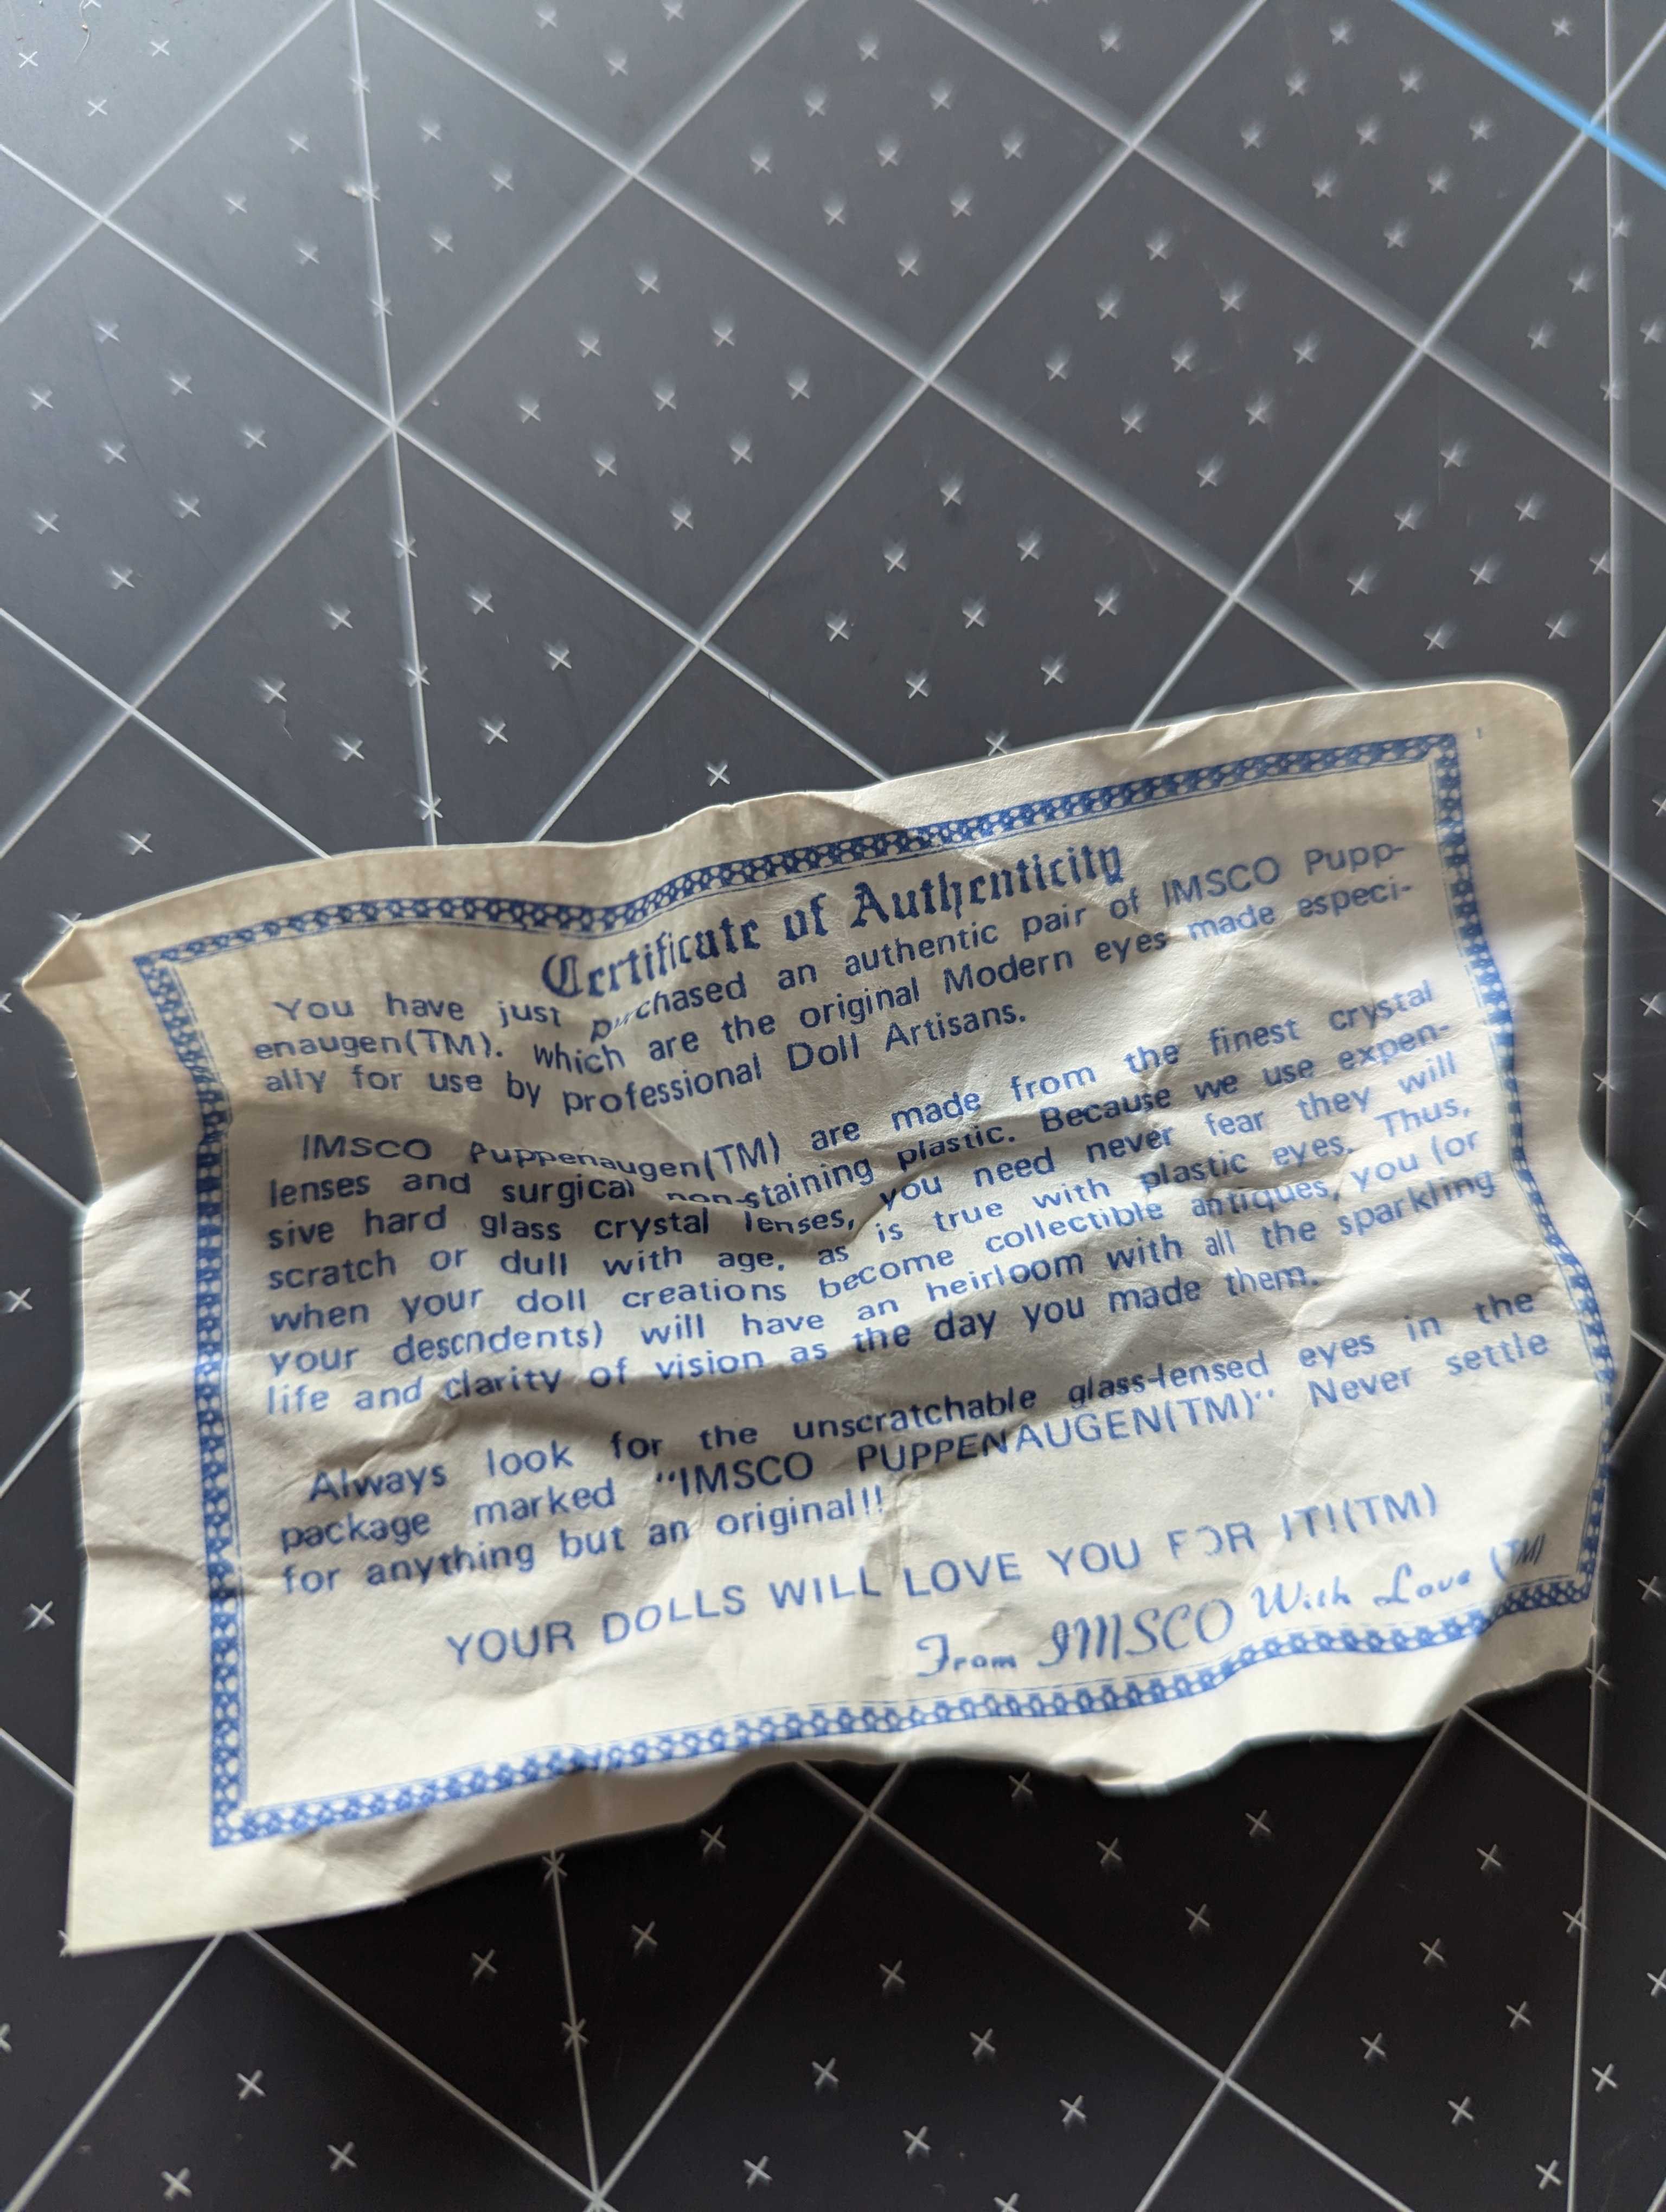 Certificate of Authenticity
You have just purchased an authentic pair of IMSCO Pupp-
enaugen(TM). which are the original Modern eyes made especi-
ally for use by professional Doll Artisans.
IMSCO Puppenaugen(TM) are made from the finest crystal
lenses and surgical non-staining plastic. Because we use expen-
sive hard glass crystal lenses, you need never fear they will
scratch or dull with age, as is true with plastic eyes. Thus,
when your doll creations become collectible antiques, you (or
your descndents) will have an heirloom with all the sparkling
life and clarity of vision as the day you made them.
Always look for the unscratchable glass-lensed eyes in the
package marked "IMSCO PUPPENAUGEN(TM)" Never settle
for anything but an original!!
YOUR DOLLS WILL LOVE YOU FOR IT!(TM)
From IMSCO With Love (TM)